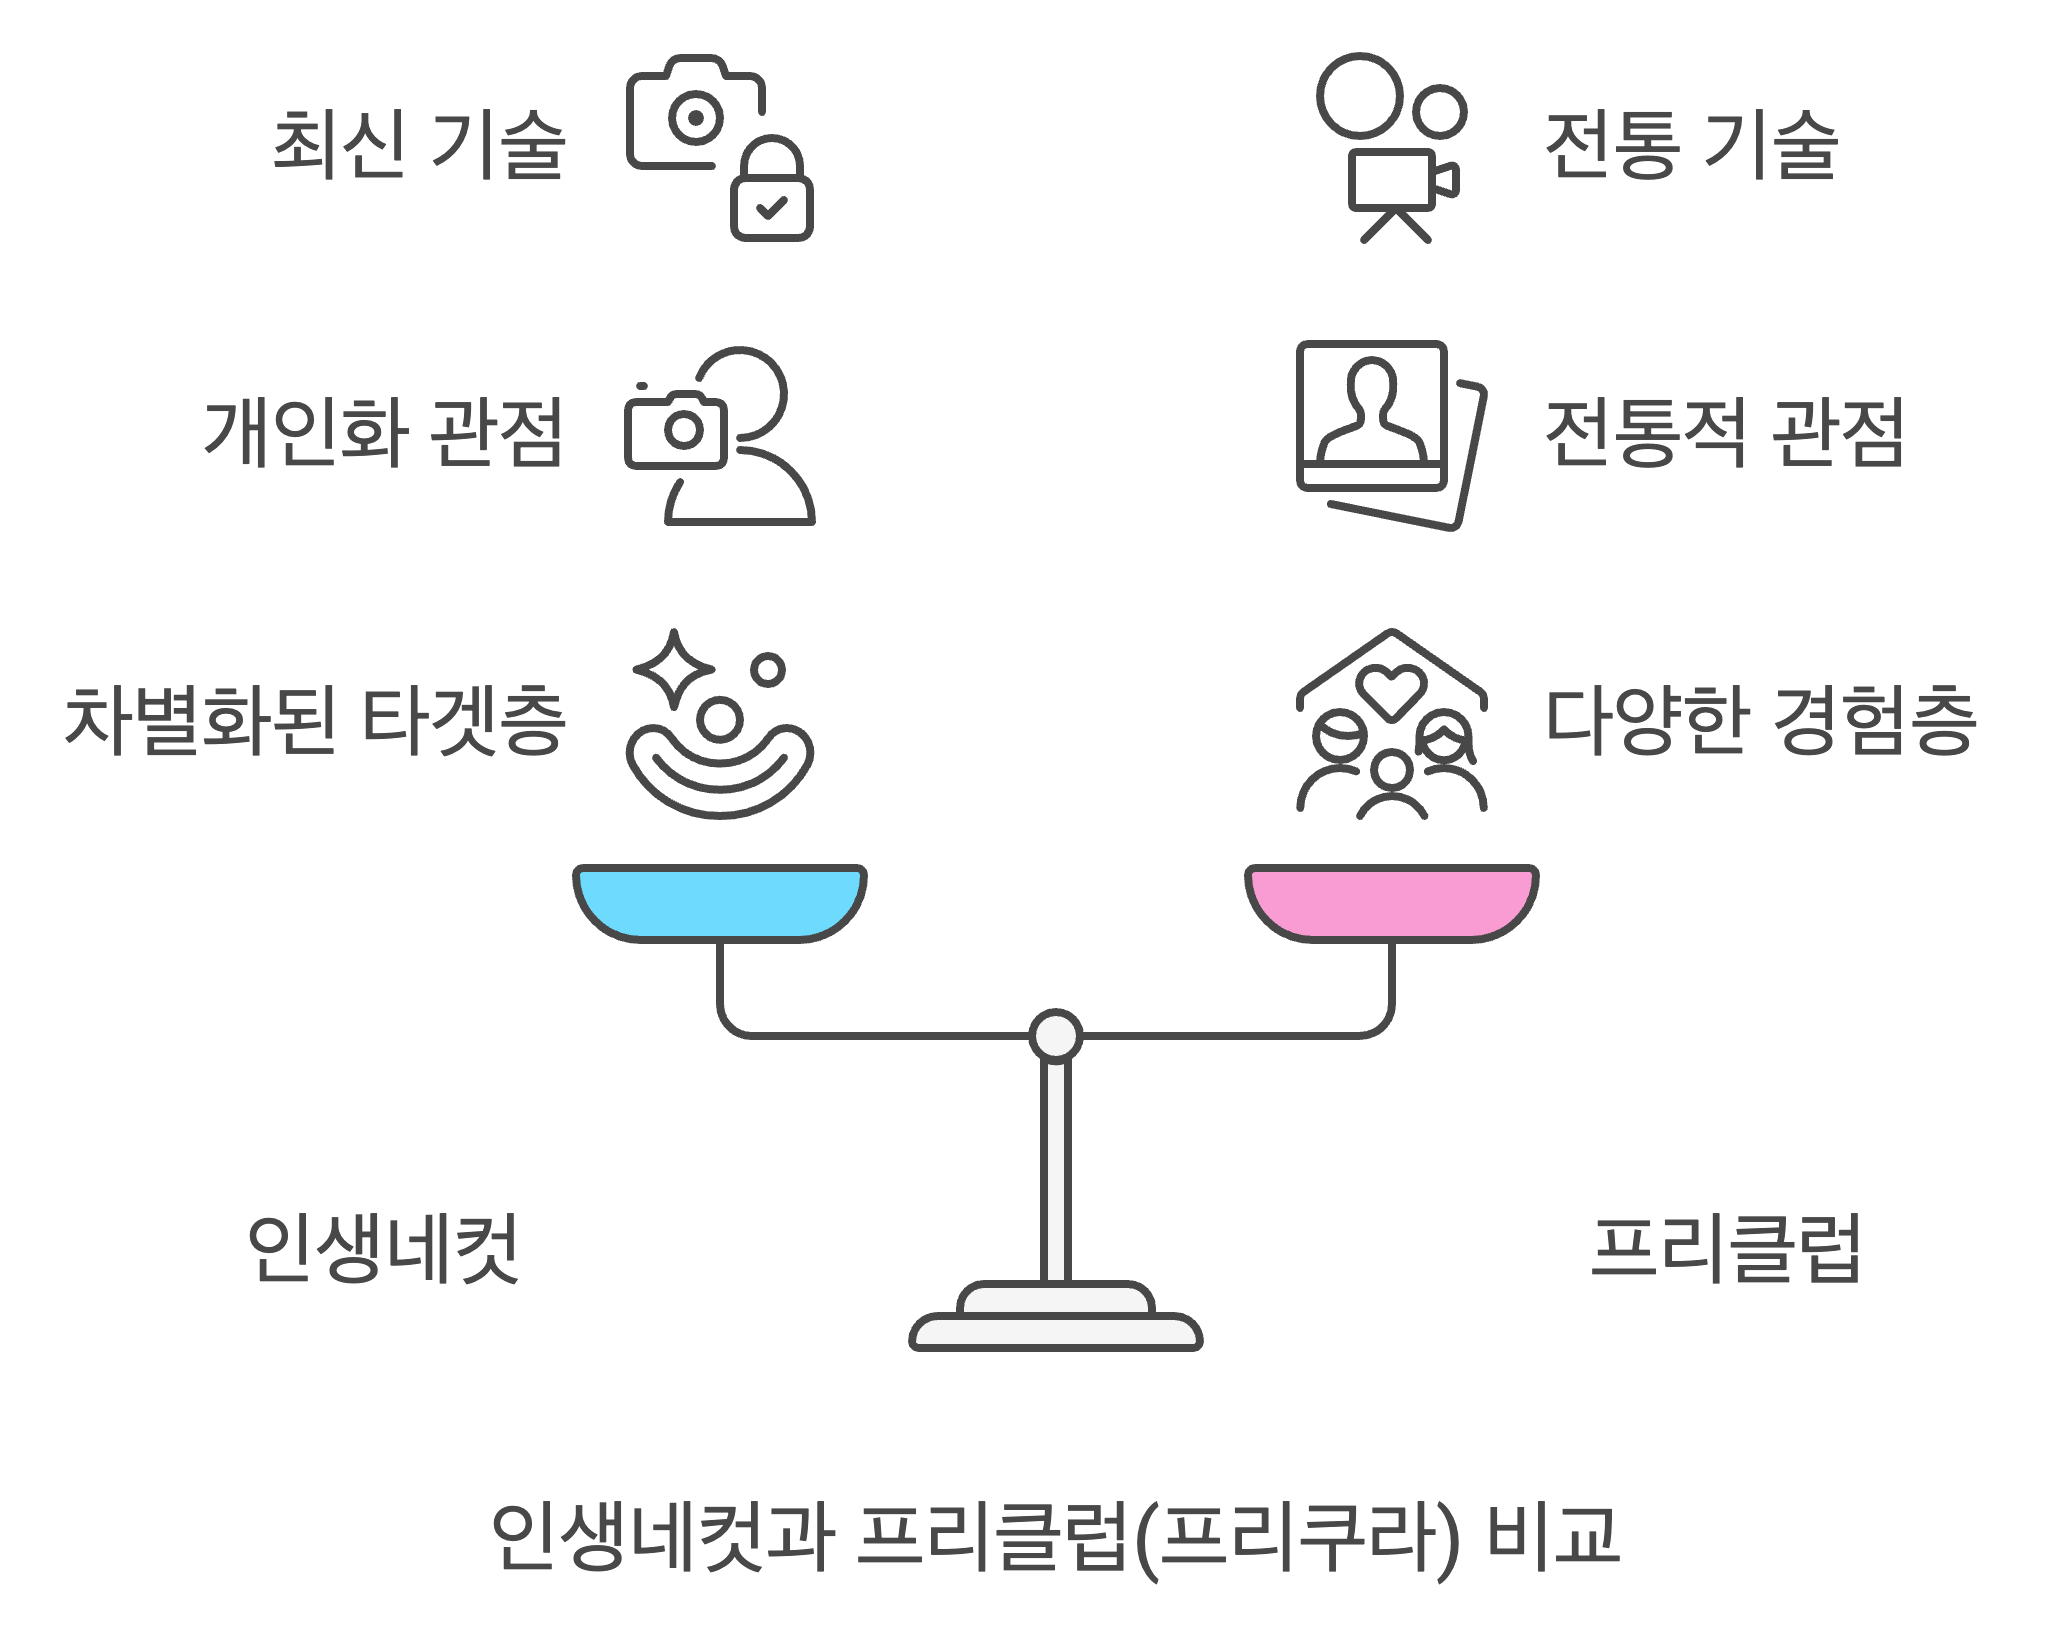 최신 기술
전통 기술
개인화 관점
전통적 관점
차별화된 타겟층
다양한 경험층
인생네컷
프리클럽
인생네컷과 프리클럽(프리쿠라) 비교